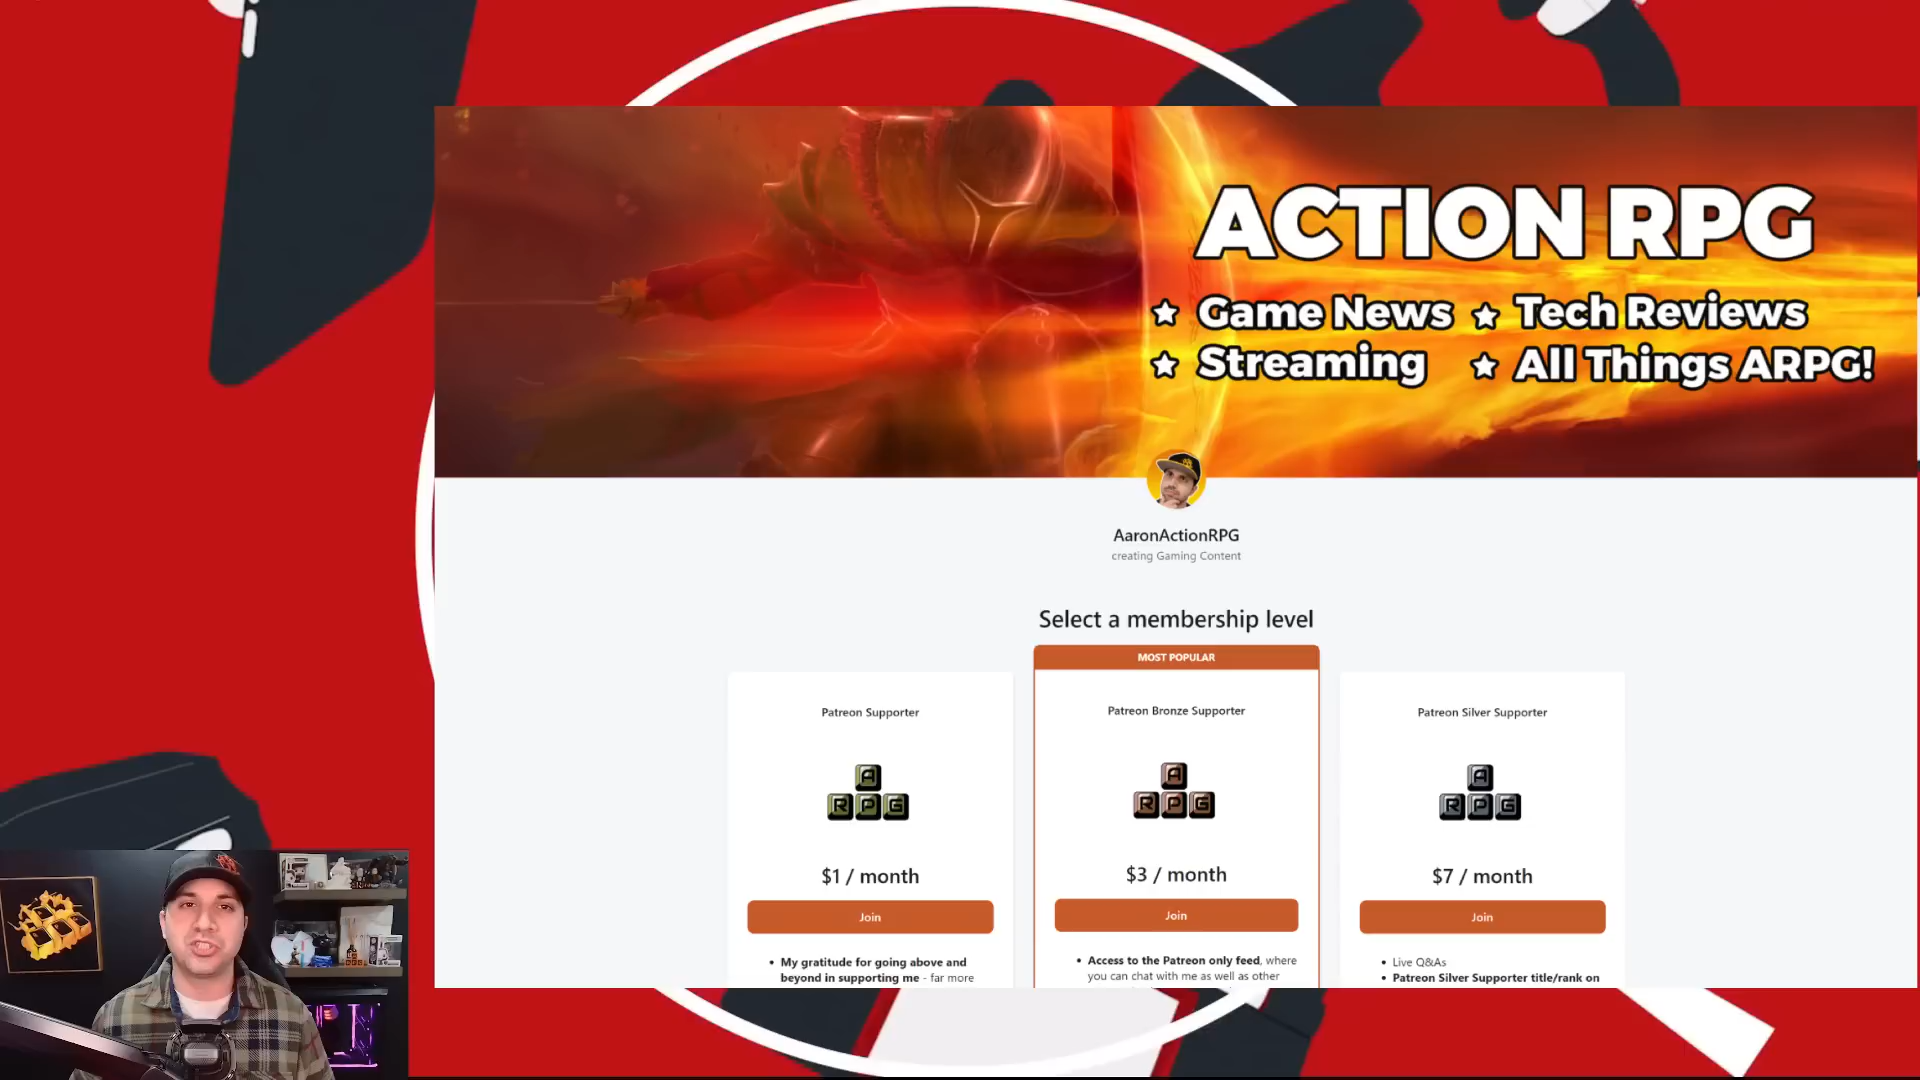 ACTION RPG
Game News
Tech Reviews
Streaming
All Things ARPG!
AaronActionRPG
creating Gaming Content
Select a membership level
MOST POPULAR
Patreon Supporter
A
RPG
$1 / month
Join
• My gratitude for going above and
beyond in supporting me - far more
Patreon Bronze Supporter
A
RPG
$3 / month
Join
• Access to the Patreon only feed, where
you can chat with me as well as other
Patreon Silver Supporter
A
RPG
$7 / month
Join
• Live Q&As
• Patreon Silver Supporter title/rank on